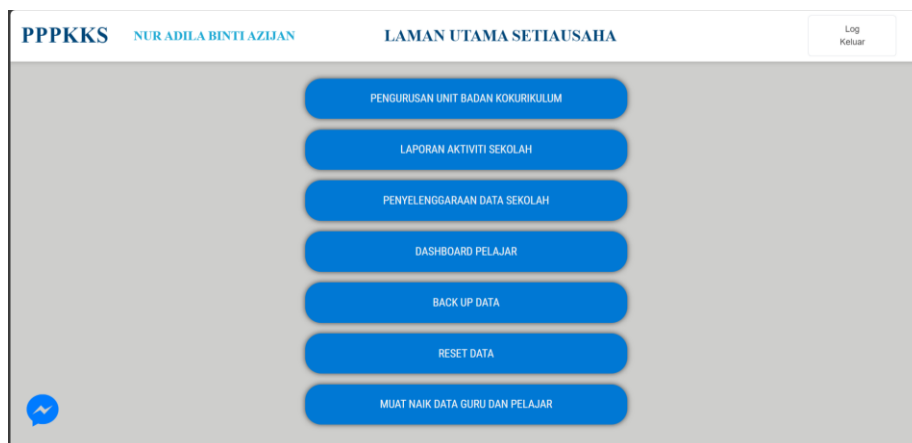 PPPKKS NUR ADILA BINTI AZIJAN LAMAN UTAMA SETIAUSAHA Log
Keluar
PENGURUSAN UNIT BADAN KOKURIKULUM
LAPORAN AKTIVITI SEKOLAH
PENYELENGGARAAN DATA SEKOLAH
DASHBOARD PELAJAR
BACK UP DATA
RESET DATA
MUAT NAIK DATA GURU DAN PELAJAR